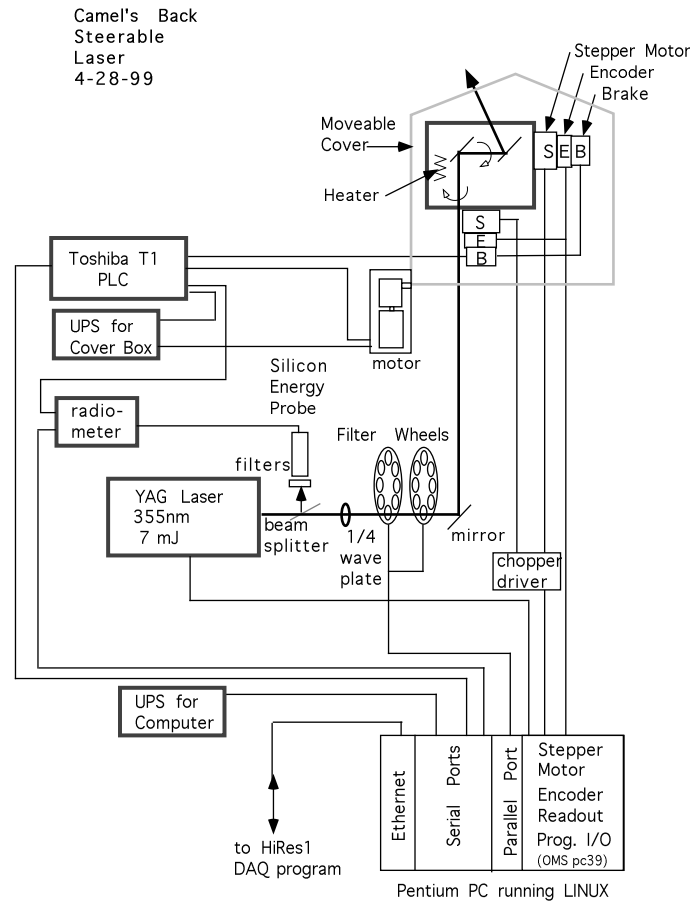 Camel's Back
Steerable
Laser
4-28-99
Stepper Motor
Encoder
Brake
Moveable
Cover
Heater
S E B
S
E
B
Toshiba T1
PLC
UPS for
Cover Box
motor
Silicon
Energy
Probe
radio-
meter
Filter Wheels
filters
YAG Laser
355nm
7 mJ
beam
splitter
1/4
wave
plate
mirror
chopper
driver
UPS for
Computer
Ethernet
Serial Ports
Parallel Port
Stepper
Motor
Encoder
Readout
Prog. I/O
(OMS pc39)
to HiRes1
DAQ program
Pentium PC running LINUX